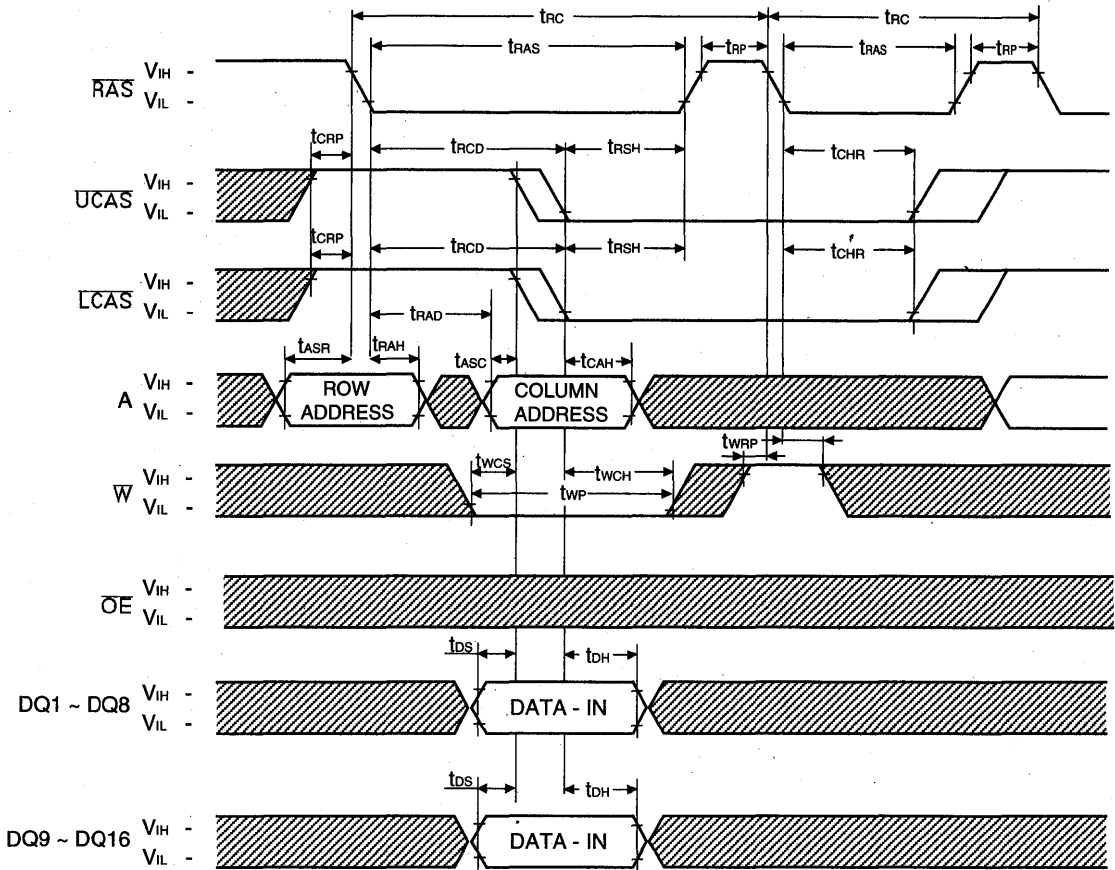 tRC tRC
tRAS tRP tRAS tRP
RAS VIH -
VIL -
tCRP tRCD tRSH tCHR
UCAS VIH -
VIL -
tCRP tRCD tRSH tCHR
LCAS VIH -
VIL -
tRAD
tASR tRAH tASC tCAH
A VIH -
VIL -
ROW
ADDRESS
COLUMN
ADDRESS
tWRP
tWCS tWCH
tWP
W VIH -
VIL -
OE VIH -
VIL -
tDS tDH
DQ1 ~ DQ8 VIH -
VIL -
DATA - IN
tDS tDH
DQ9 ~ DQ16 VIH -
VIL -
DATA - IN